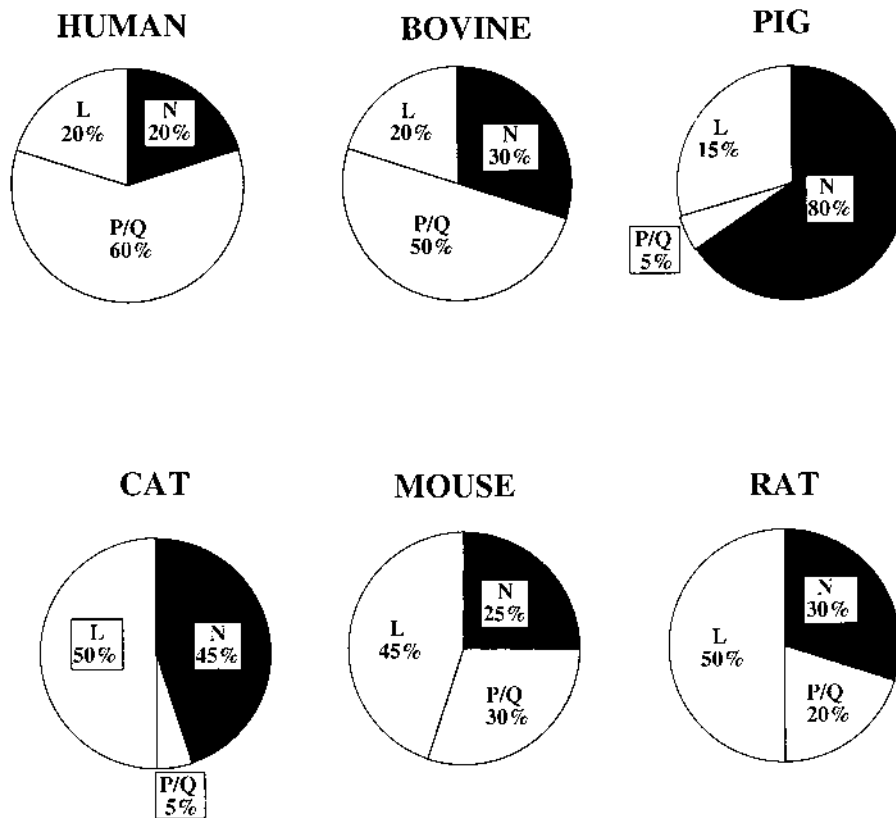 HUMAN
BOVINE
PIG
L
20%
N
20%
P/Q
60%
L
20%
N
30%
P/Q
50%
L
15%
N
80%
P/Q
5%
CAT
MOUSE
RAT
L
50%
N
45%
P/Q
5%
L
45%
N
25%
P/Q
30%
L
50%
N
30%
P/Q
20%